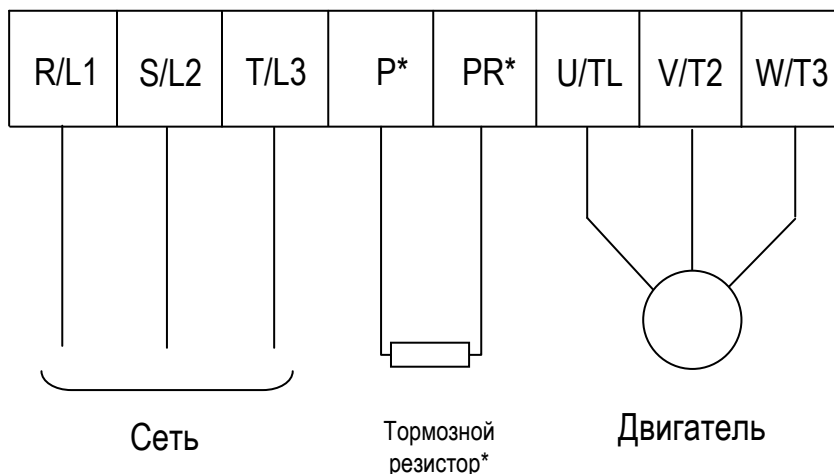 R/L1 S/L2 T/L3 P* PR* U/TL V/T2 W/T3
Сеть
Тормозной
резистор*
Двигатель